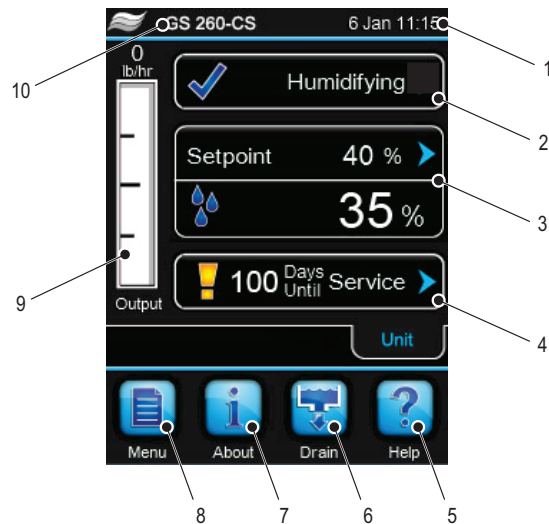 GS 260-CS 6 Jan 11:15
1
10
0
lb/hr
Humidifying
2
Setpoint 40 %
35 %
3
9
100 Days Until Service
4
Output
Unit
Menu About Drain Help
8 7 6 5